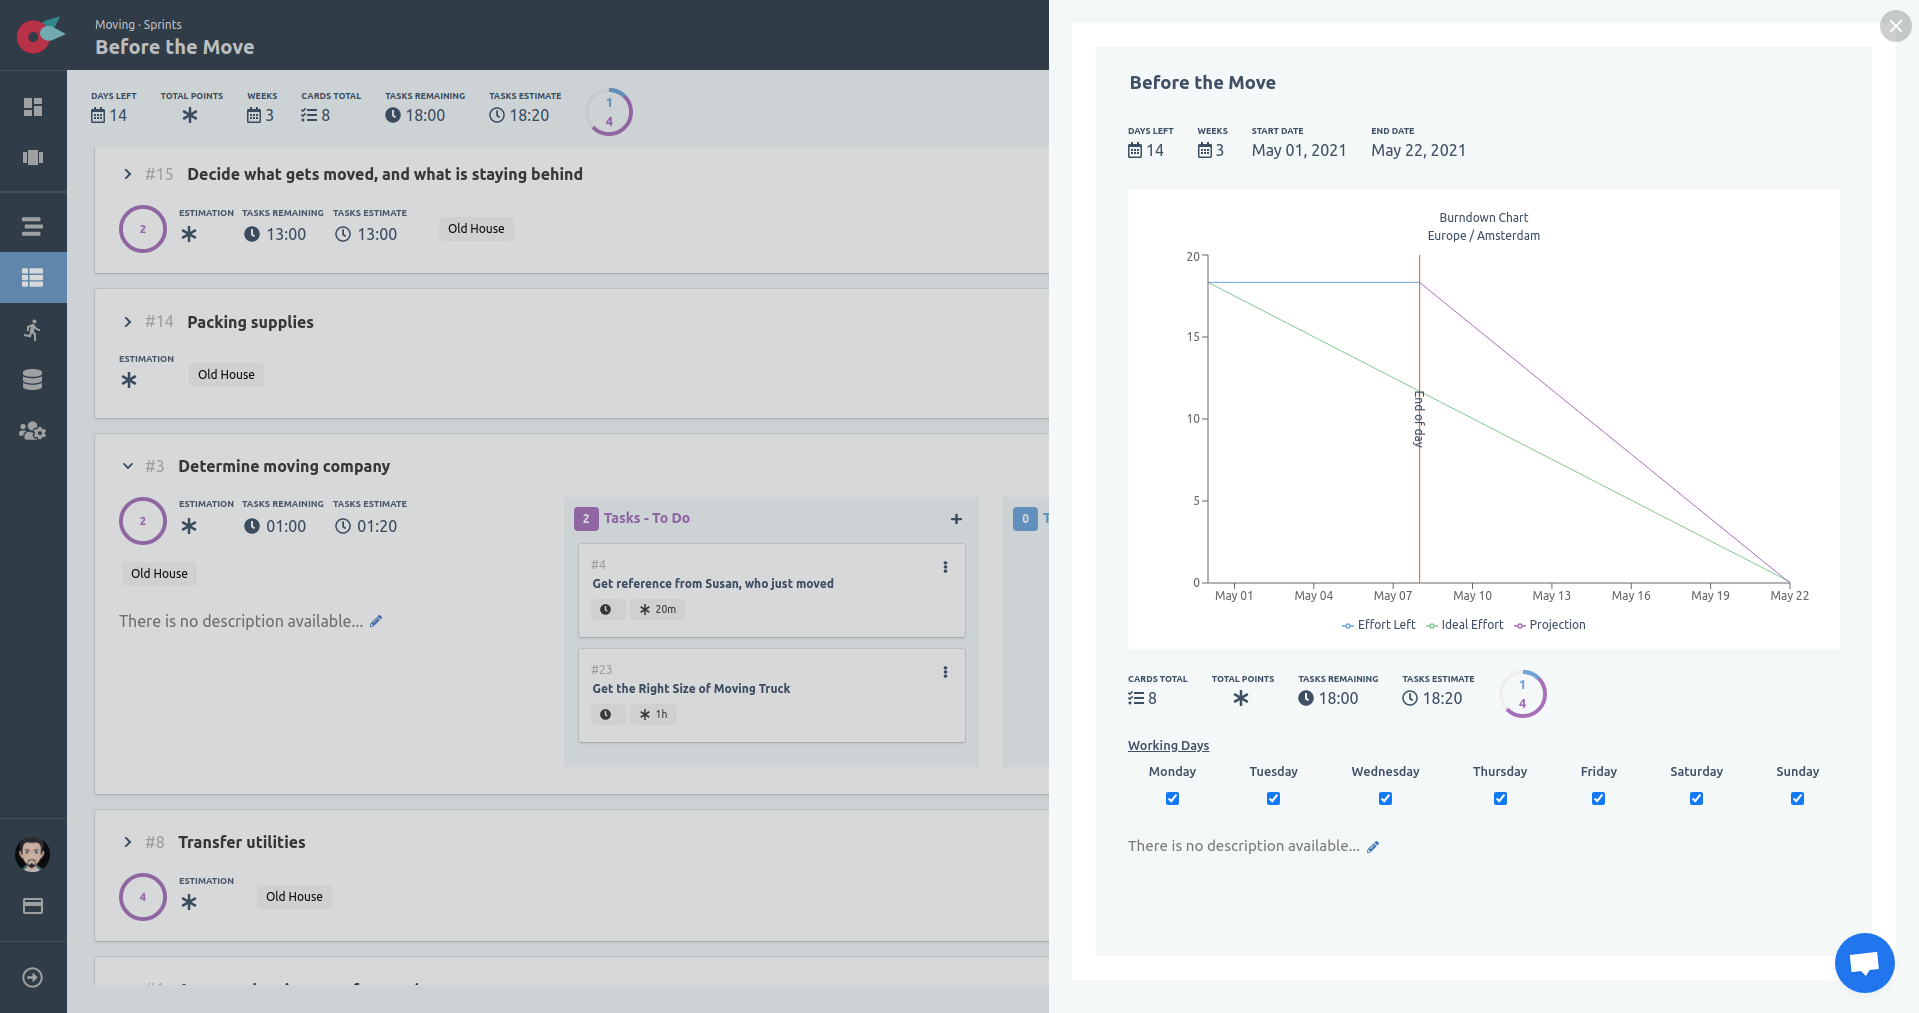 Moving · Sprints
Before the Move
DAYS LEFT TOTAL POINTS WEEKS CARDS TOTAL TASKS REMAINING TASKS ESTIMATE
14 3 8 18:00 18:20 1 4
#15 Decide what gets moved, and what is staying behind
ESTIMATION TASKS REMAINING TASKS ESTIMATE
2 13:00 13:00 Old House
#14 Packing supplies
ESTIMATION
Old House
#3 Determine moving company
ESTIMATION TASKS REMAINING TASKS ESTIMATE
2 01:00 01:20
Old House
There is no description available...
2 Tasks - To Do
#4
Get reference from Susan, who just moved
20m
#23
Get the Right Size of Moving Truck
1h
0 T
#8 Transfer utilities
ESTIMATION
4 Old House
Before the Move
DAYS LEFT WEEKS START DATE END DATE
14 3 May 01, 2021 May 22, 2021
Burndown Chart
Europe / Amsterdam
20
15
10
5
0
End of day
May 01 May 04 May 07 May 10 May 13 May 16 May 19 May 22
Effort Left Ideal Effort Projection
CARDS TOTAL TOTAL POINTS TASKS REMAINING TASKS ESTIMATE
8 18:00 18:20 1 4
Working Days
Monday Tuesday Wednesday Thursday Friday Saturday Sunday
There is no description available...